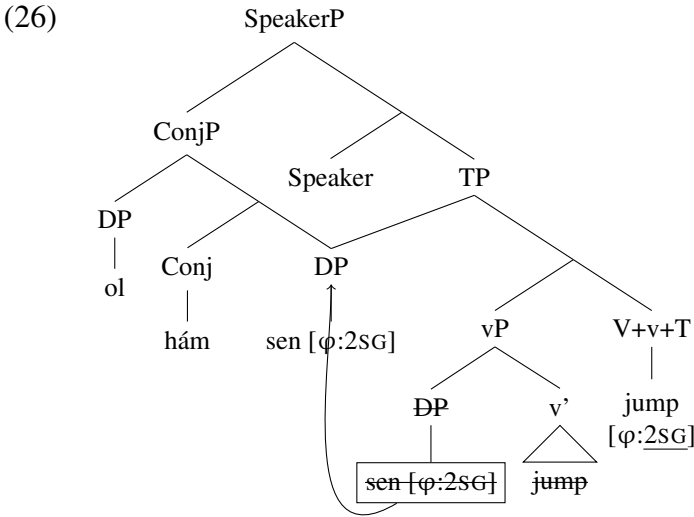 (26) SpeakerP
ConjP
Speaker TP
DP
Conj DP
ol
hám sen [φ:2SG] vP V+v+T
DP v’ jump
[φ:2SG]
sen [φ:2SG] jump